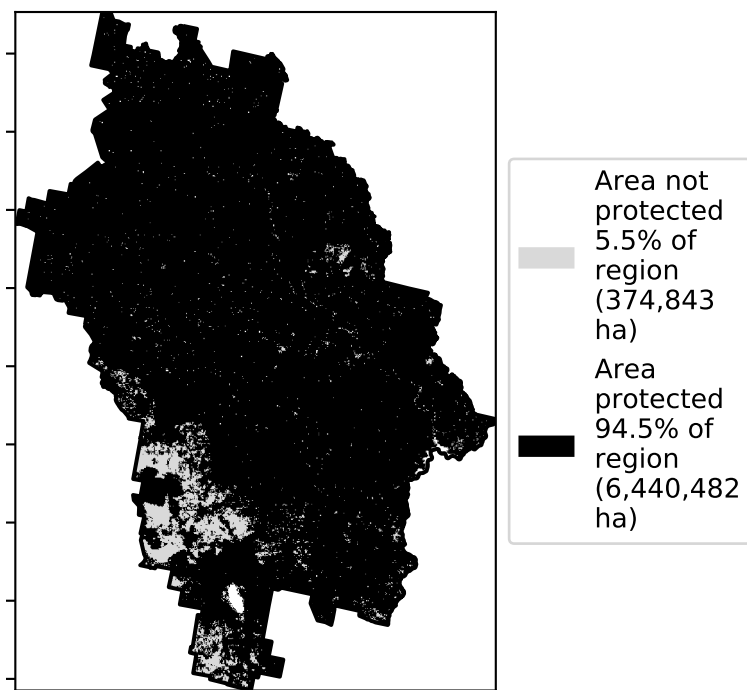 Area not
protected
5.5% of
region
(374,843
ha)
Area
protected
94.5% of
region
(6,440,482
ha)